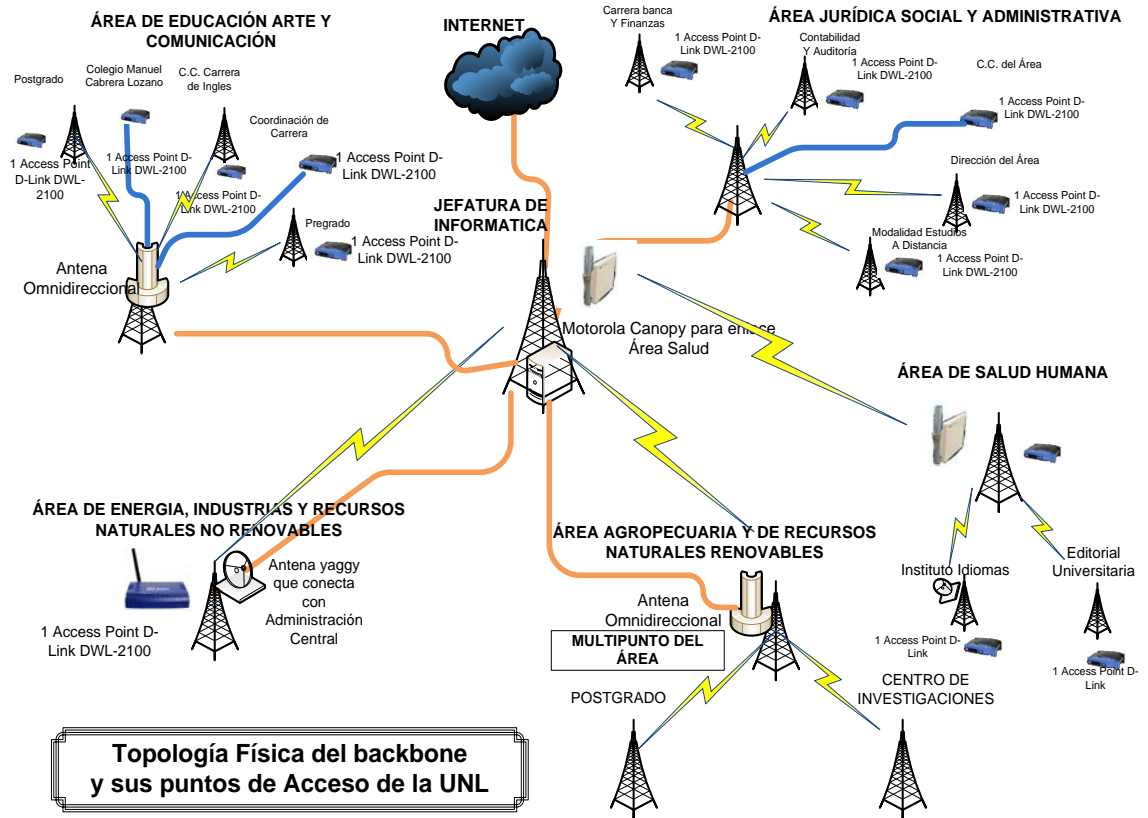 ÁREA DE EDUCACIÓN ARTE Y
COMUNICACIÓN
Postgrado
1 Access Point
D-Link DWL-
2100
Colegio Manuel
Cabrera Lozano
1 Access Point D-
Link DWL-2100
C.C. Carrera
de Ingles
1 Access Point D-
Link DWL-2100
Coordinación de
Carrera
1 Access Point D-
Link DWL-2100
Pregrado
1 Access Point D-
Link DWL-2100
Antena
Omnidireccional
INTERNET
JEFATURA DE
INFORMATICA
Motorola Canopy para enlace
Área Salud
ÁREA JURÍDICA SOCIAL Y ADMINISTRATIVA
Carrera banca
Y Finanzas
1 Access Point D-
Link DWL-2100
Contabilidad
Y Auditoría
1 Access Point D-
Link DWL-2100
C.C. del Área
1 Access Point D-
Link DWL-2100
Dirección del Área
1 Access Point D-
Link DWL-2100
Modalidad Estudios
A Distancia
1 Access Point D-
Link DWL-2100
ÁREA DE SALUD HUMANA
Instituto Idiomas
1 Access Point D-
Link
Editorial
Universitaria
1 Access Point D-
Link
ÁREA DE ENERGIA, INDUSTRIAS Y RECURSOS
NATURALES NO RENOVABLES
1 Access Point D-
Link DWL-2100
Antena yaggy
que conecta
con
Administración
Central
ÁREA AGROPECUARIA Y DE RECURSOS
NATURALES RENOVABLES
Antena
Omnidireccional
MULTIPUNTO DEL
ÁREA
POSTGRADO
CENTRO DE
INVESTIGACIONES
Topología Física del backbone
y sus puntos de Acceso de la UNL